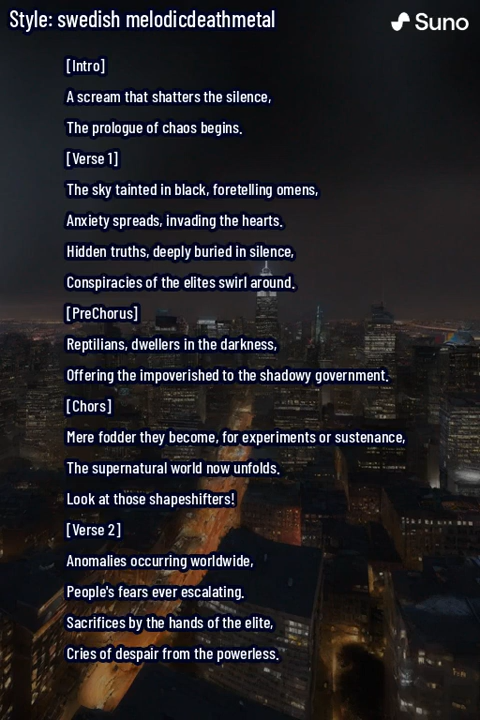 Style: swedish melodicdeathmetal
Suno
[Intro]
A scream that shatters the silence,
The prologue of chaos begins.
[Verse 1]
The sky tainted in black, foretelling omens,
Anxiety spreads, invading the hearts.
Hidden truths, deeply buried in silence,
Conspiracies of the elites swirl around.
[PreChorus]
Reptilians, dwellers in the darkness,
Offering the impoverished to the shadowy government.
[Chors]
Mere fodder they become, for experiments or sustenance,
The supernatural world now unfolds.
Look at those shapeshifters!
[Verse 2]
Anomalies occurring worldwide,
People's fears ever escalating.
Sacrifices by the hands of the elite,
Cries of despair from the powerless.